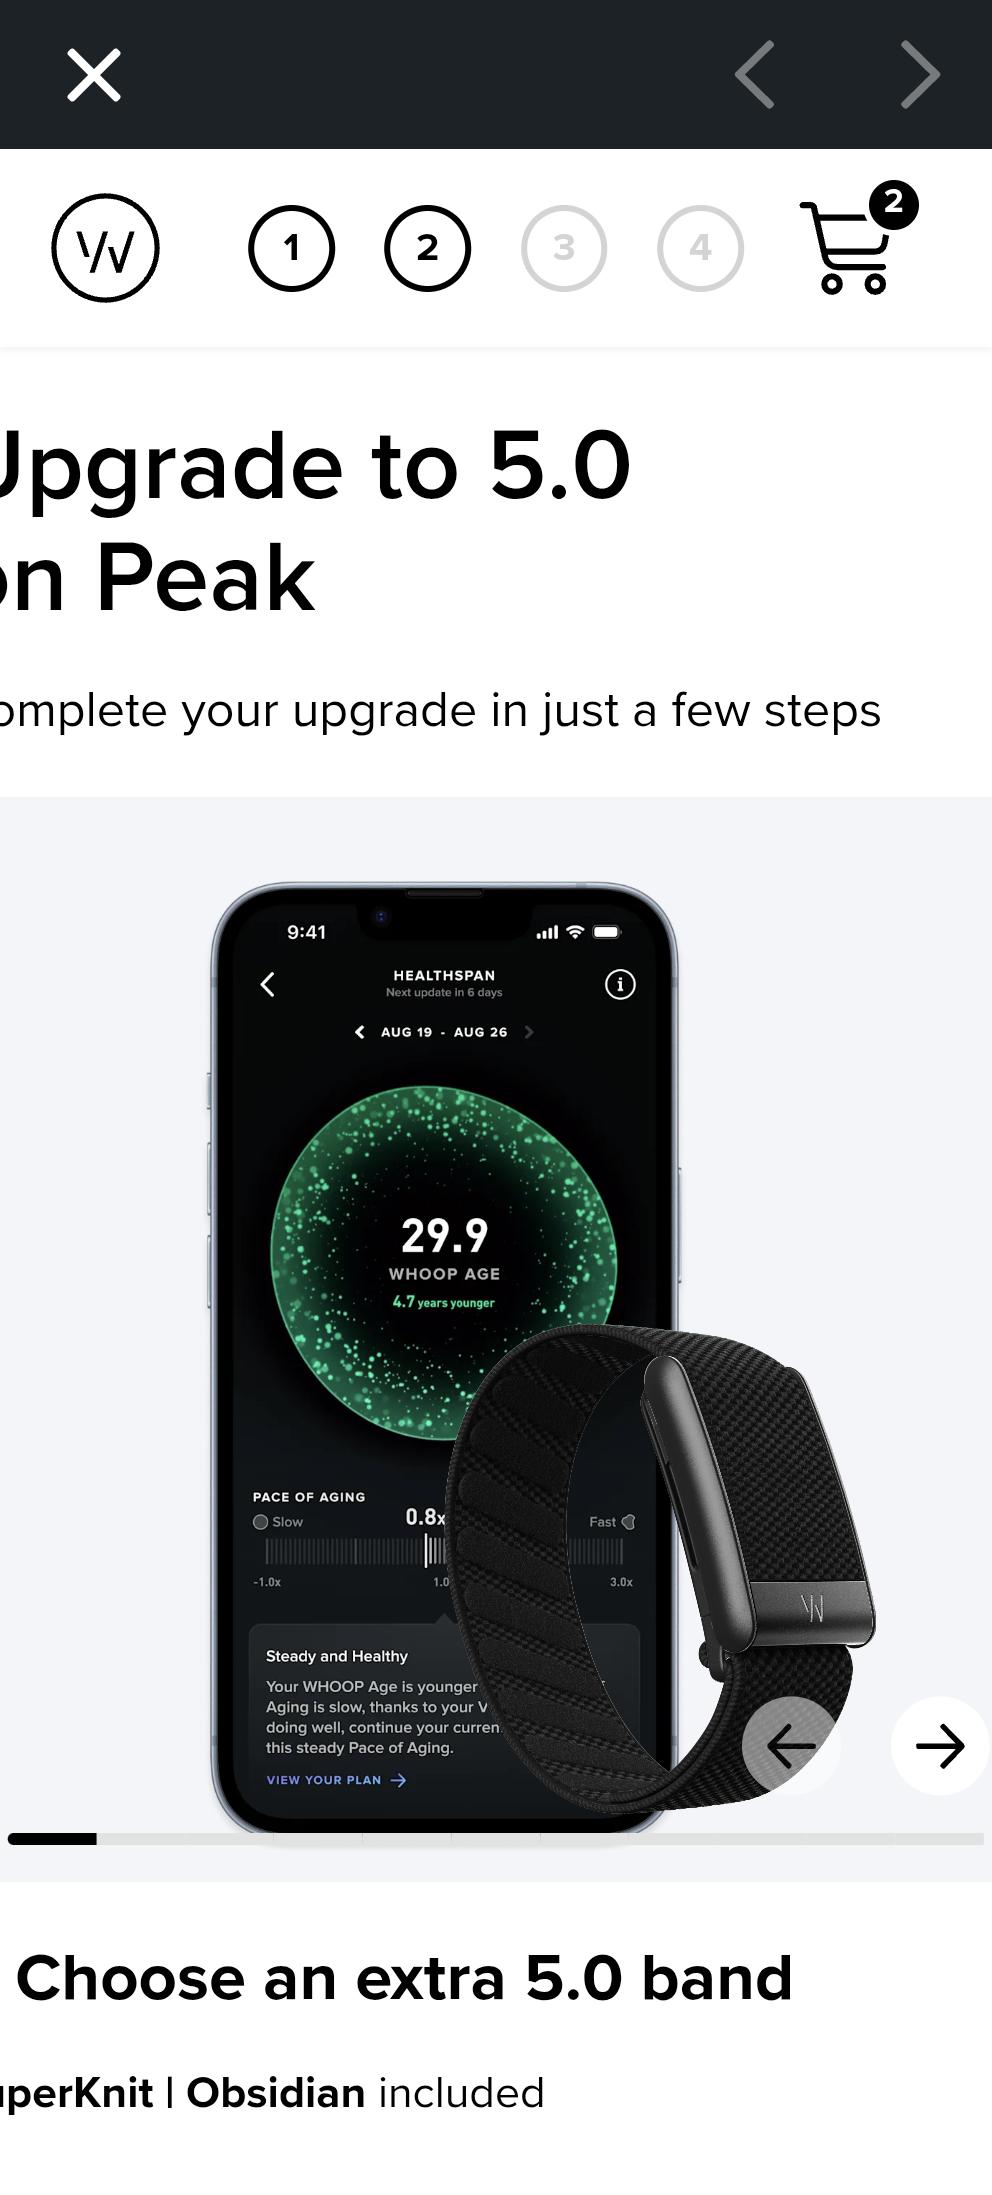 1 2 3 4 2
Upgrade to 5.0
on Peak
omplete your upgrade in just a few steps
9:41
HEALTHSPAN
Next update in 6 days
AUG 19 - AUG 26
29.9
WHOOP AGE
4.7 years younger
PACE OF AGING
Slow 0.8x Fast
-1.0x 1.0 3.0x
Steady and Healthy
Your WHOOP Age is younger
Aging is slow, thanks to your
doing well, continue your curren
this steady Pace of Aging.
VIEW YOUR PLAN
Choose an extra 5.0 band
uperKnit | Obsidian included